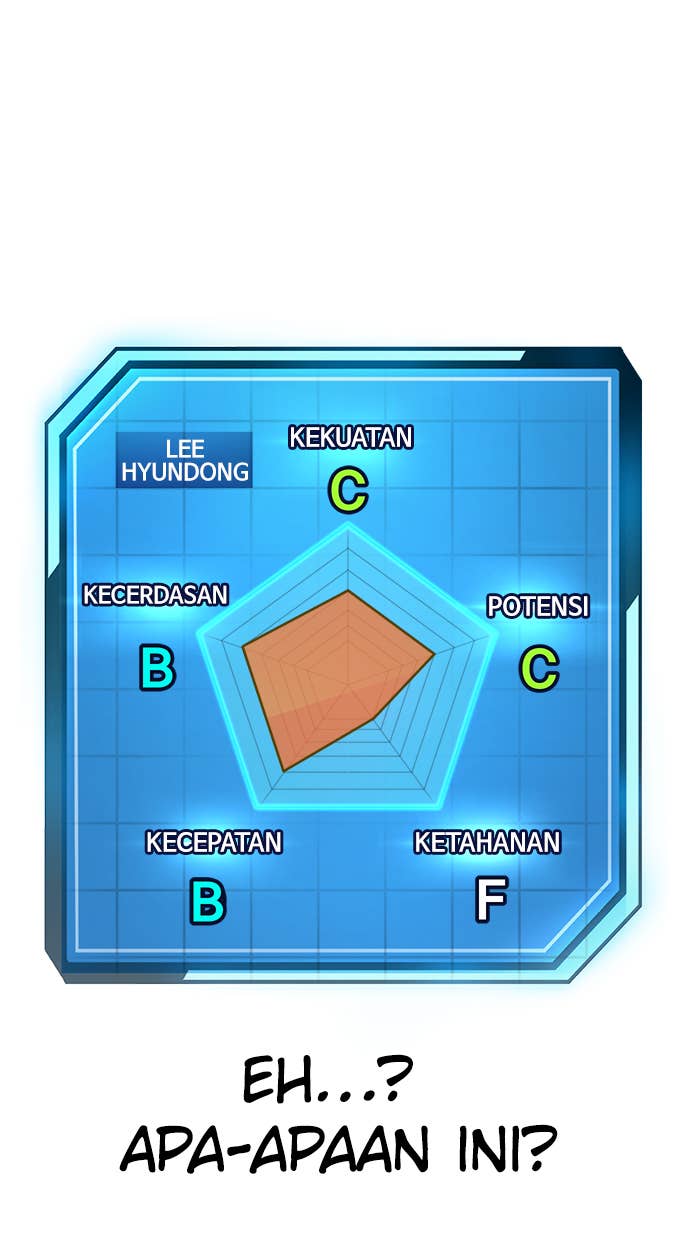 LEE
HYUNDONG
KEKUATAN
C
KECERDASAN
B
POTENSI
C
KECEPATAN
B
KETAHANAN
F
EH...?
APA-APAAN INI?